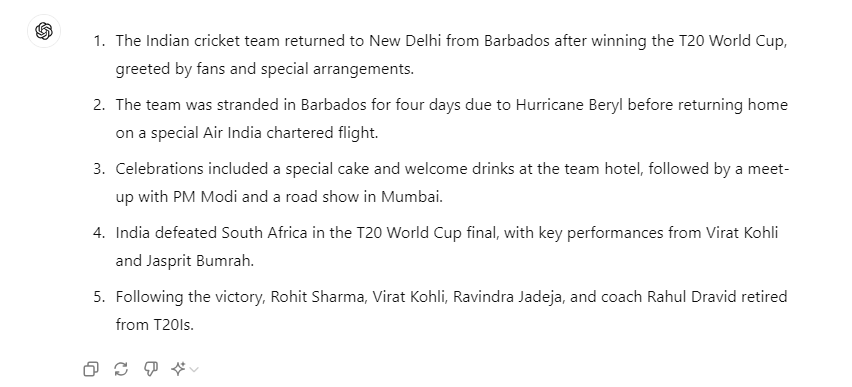 1. The Indian cricket team returned to New Delhi from Barbados after winning the T20 World Cup,
greeted by fans and special arrangements.
2. The team was stranded in Barbados for four days due to Hurricane Beryl before returning home
on a special Air India chartered flight.
3. Celebrations included a special cake and welcome drinks at the team hotel, followed by a meet-
up with PM Modi and a road show in Mumbai.
4. India defeated South Africa in the T20 World Cup final, with key performances from Virat Kohli
and Jasprit Bumrah.
5. Following the victory, Rohit Sharma, Virat Kohli, Ravindra Jadeja, and coach Rahul Dravid retired
from T20Is.